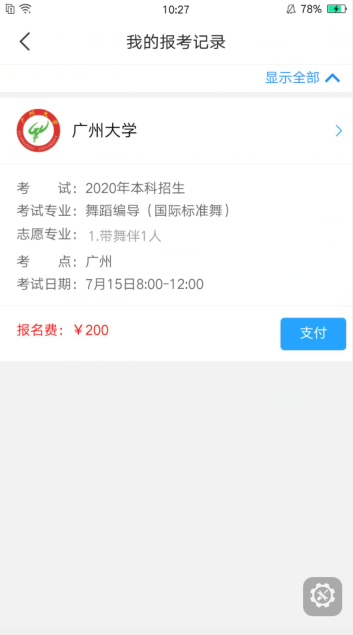 10:27
78%
我的报考记录
显示全部
广州大学
考 试：2020年本科招生
考试专业：舞蹈编导（国际标准舞）
志愿专业：1.带舞伴1人
考 点：广州
考试日期：7月15日8:00-12:00
报名费：￥200
支付